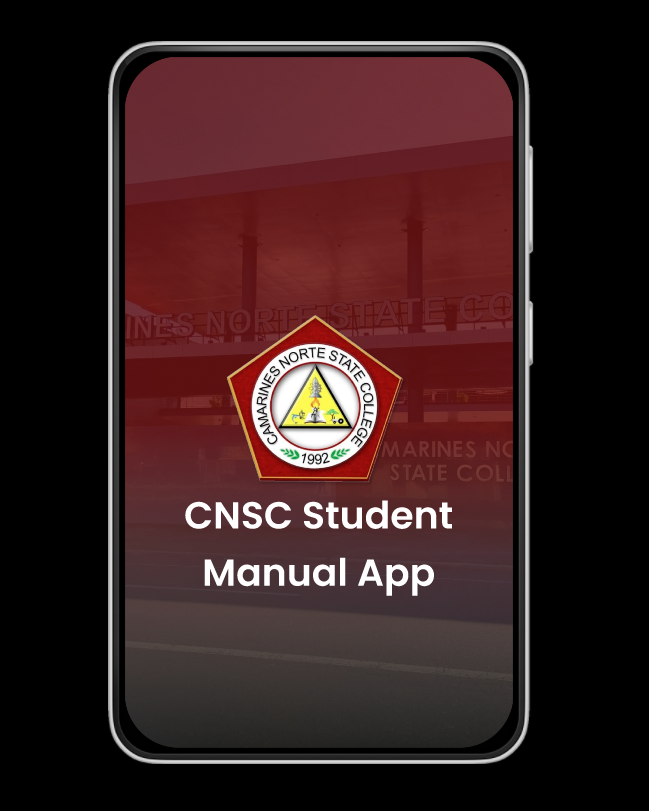 INES NORTE STATE CO
CAMARINES NORTE STATE COLLEGE
1992
MARINES NO
STATE COLL
CNSC Student
Manual App